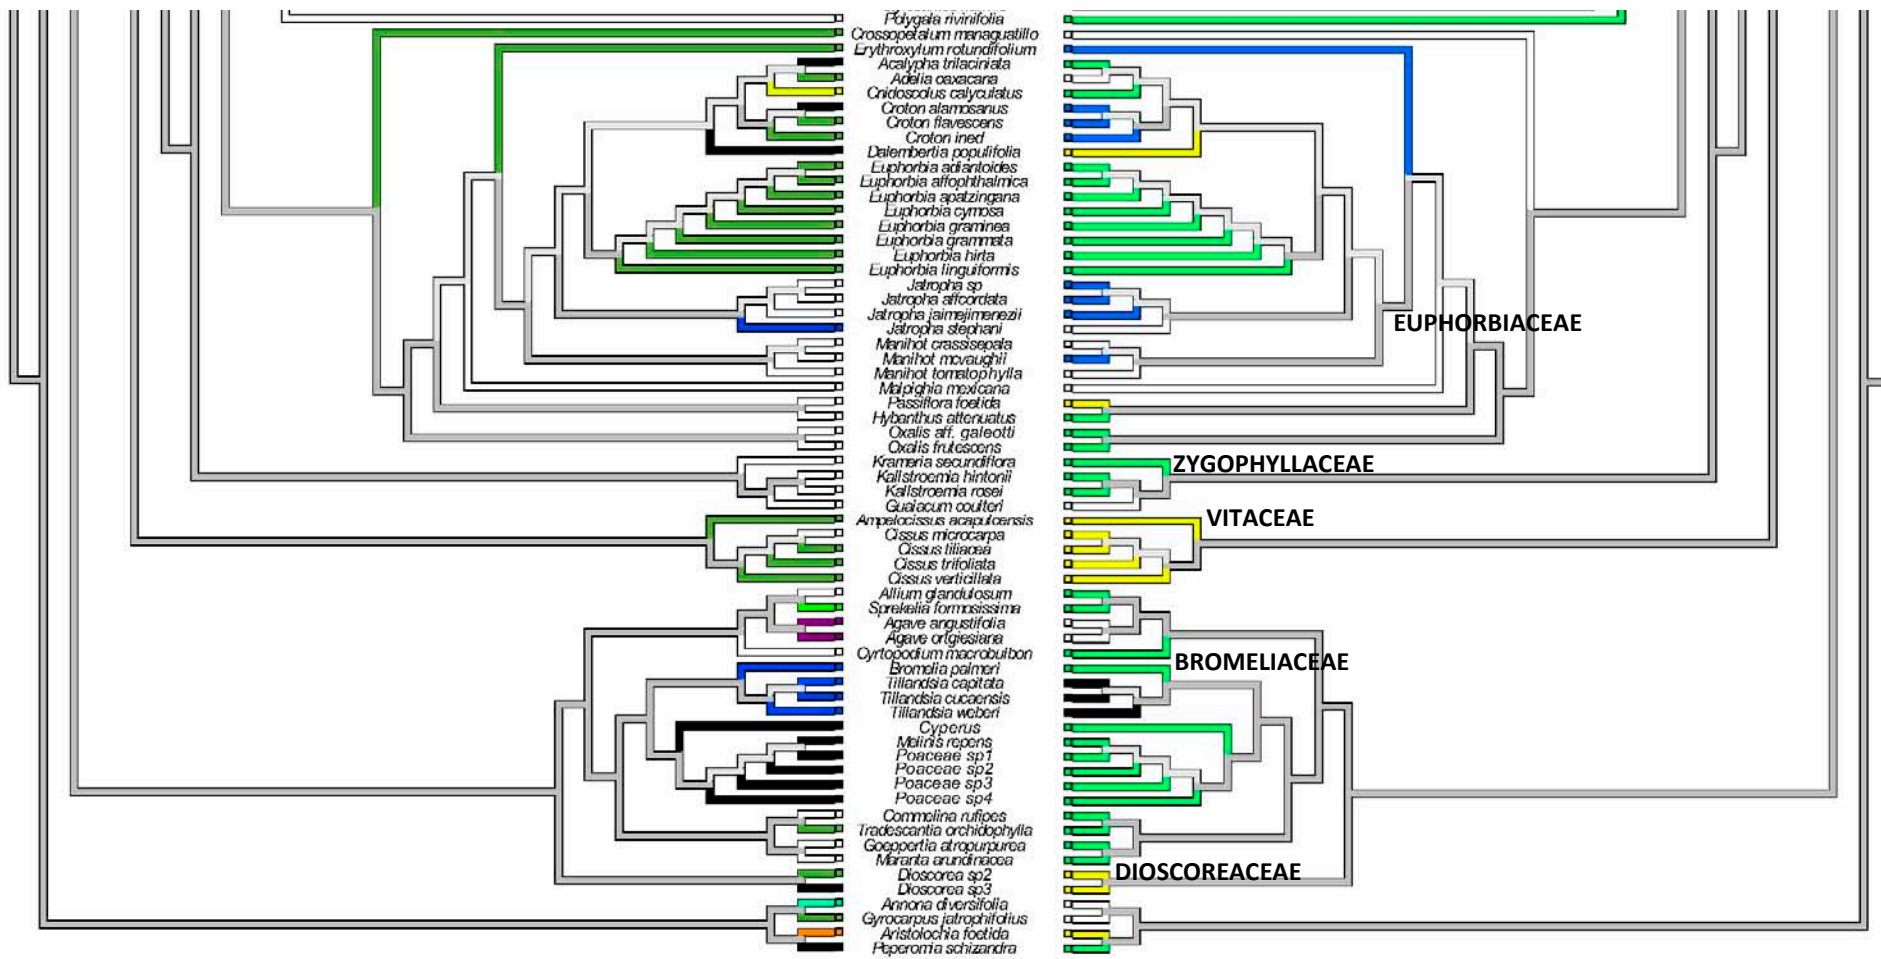 Polygala rivinifolia
Crossopetalum managuatillo
Erythroxylum rotundifolium
Acalypha trilaciniata
Adelia oaxacana
Cnidoscolus calyculatus
Croton alamosanus
Croton flavescens
Croton ined
Dalembertia populifolia
Euphorbia adiantoides
Euphorbia affophthalmica
Euphorbia apatzingana
Euphorbia cymosa
Euphorbia graminea
Euphorbia grammata
Euphorbia hirta
Euphorbia linguiformis
Jatropha sp
Jatropha affcordata
Jatropha jaimejimenezii
Jatropha stephani
EUPHORBIACEAE
Manihot crassisepala
Manihot mcvaughii
Manihot tomatophylla
Malpighia mexicana
Passiflora foetida
Hybanthus attenuatus
Oxalis aff. galeotti
Oxalis frutescens
Krameria secundiflora
ZYGOPHYLLACEAE
Kallstroemia hintonii
Kallstroemia rosei
Guaiacum coulteri
Ampelocissus acapulcensis
VITACEAE
Cissus microcarpa
Cissus tiliacea
Cissus trifoliata
Cissus verticillata
Allium glandulosum
Sprekelia formosissima
Agave angustifolia
Agave ortgiesiana
Cyrtopodium macrobulbon
BROMELIACEAE
Bromelia palmeri
Tillandsia capitata
Tillandsia cucaensis
Tillandsia weberi
Cyperus
Melinis repens
Poaceae sp1
Poaceae sp2
Poaceae sp3
Poaceae sp4
Commelina rufipes
Tradescantia orchidophylla
Goeppertia atropurpurea
Maranta arundinacea
Dioscorea sp2
DIOSCOREACEAE
Dioscorea sp3
Annona diversifolia
Gyrocarpus jatrophifolius
Aristolochia foetida
Peperomia schizandra